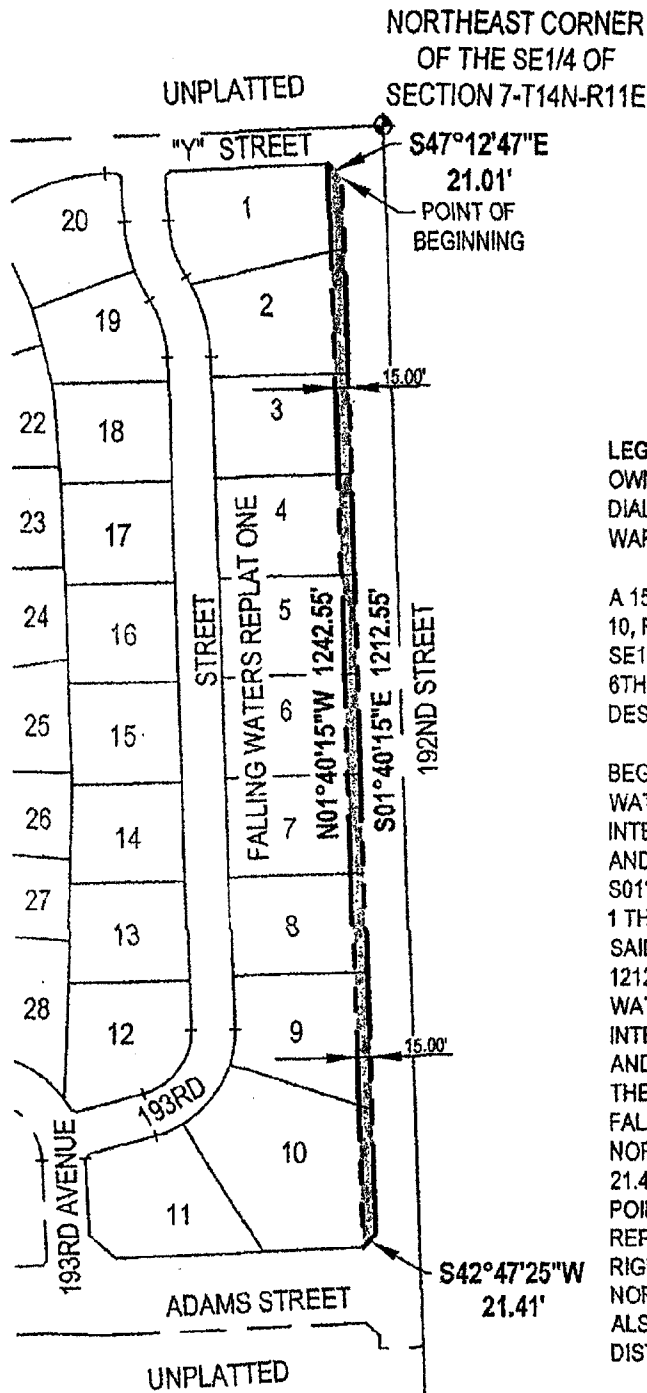 NORTHEAST CORNER
OF THE SE1/4 OF
SECTION 7-T14N-R11E
UNPLATTED
"Y" STREET
S47°12'47"E
21.01'
POINT OF
BEGINNING
20
1
2
19
15.00'
3
22
18
4
23
17
5
24
16
6
25
15
7
26
14
8
27
13
9
28
12
10
11
STREET
FALLING WATERS REPLAT ONE
N01°40'15"W 1242.55'
S01°40'15"E 1212.55'
192ND STREET
15.00'
193RD
193RD AVENUE
S42°47'25"W
21.41'
ADAMS STREET
UNPLATTED
LEG
OWN
DIAL
WAR
A 15
10, F
SE1
6TH
DES
BEG
WAT
INTE
AND
S01°
1 TH
SAID
1212
WAT
INTE
AND
THE
FALL
NOR
21.4
POIN
REP
RIGH
NOR
ALS
DIST